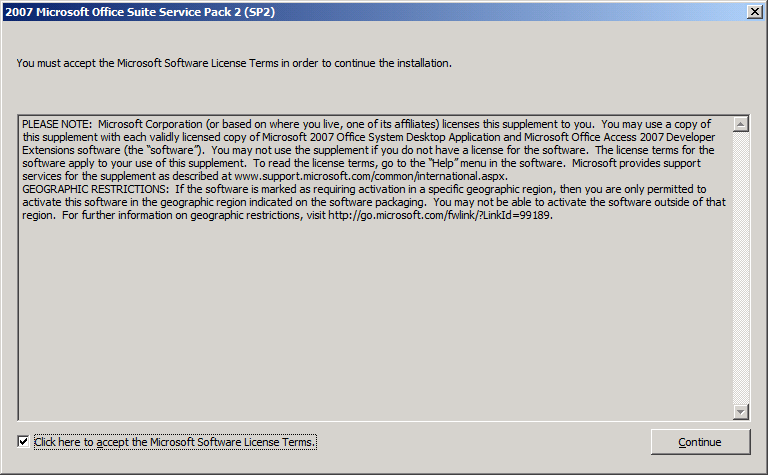 2007 Microsoft Office Suite Service Pack 2 (SP2)
You must accept the Microsoft Software License Terms in order to continue the installation.
PLEASE NOTE:  Microsoft Corporation (or based on where you live, one of its affiliates) licenses this supplement to you.  You may use a copy of
this supplement with each validly licensed copy of Microsoft 2007 Office System Desktop Application and Microsoft Office Access 2007 Developer
Extensions software (the “software”).  You may not use the supplement if you do not have a license for the software.  The license terms for the
software apply to your use of this supplement.  To read the license terms, go to the “Help” menu in the software.  Microsoft provides support
services for the supplement as described at www.support.microsoft.com/common/international.aspx.
GEOGRAPHIC RESTRICTIONS:  If the software is marked as requiring activation in a specific geographic region, then you are only permitted to
activate this software in the geographic region indicated on the software packaging.  You may not be able to activate the software outside of that
region.  For further information on geographic restrictions, visit http://go.microsoft.com/fwlink/?LinkId=99189.
Click here to accept the Microsoft Software License Terms.
Continue